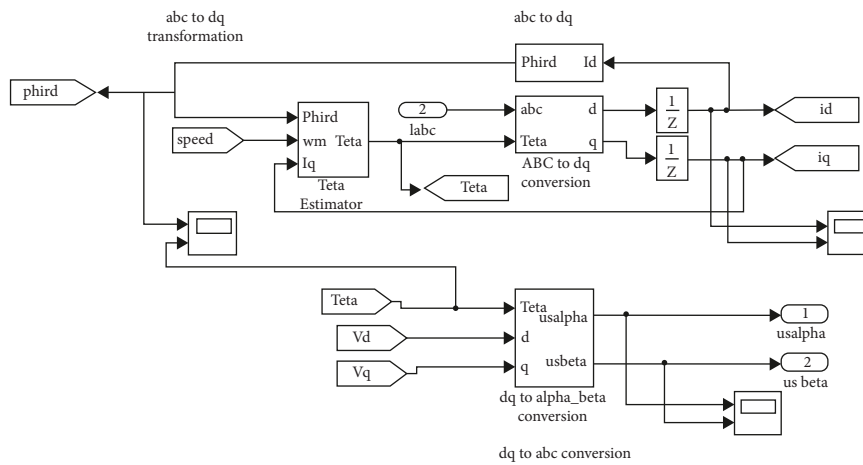 abc to dq
transformation
abc to dq
phird
Phird Id
Phird
wm Teta
Iq
speed
Teta
Estimator
2
Iabc
abc d
Teta q
ABC to dq
conversion
1
Z
1
Z
id
iq
Teta
Teta
Vd
Vq
Teta
usalpha
d
usbeta
q
dq to alpha_beta
conversion
1
usalpha
2
us beta
dq to abc conversion